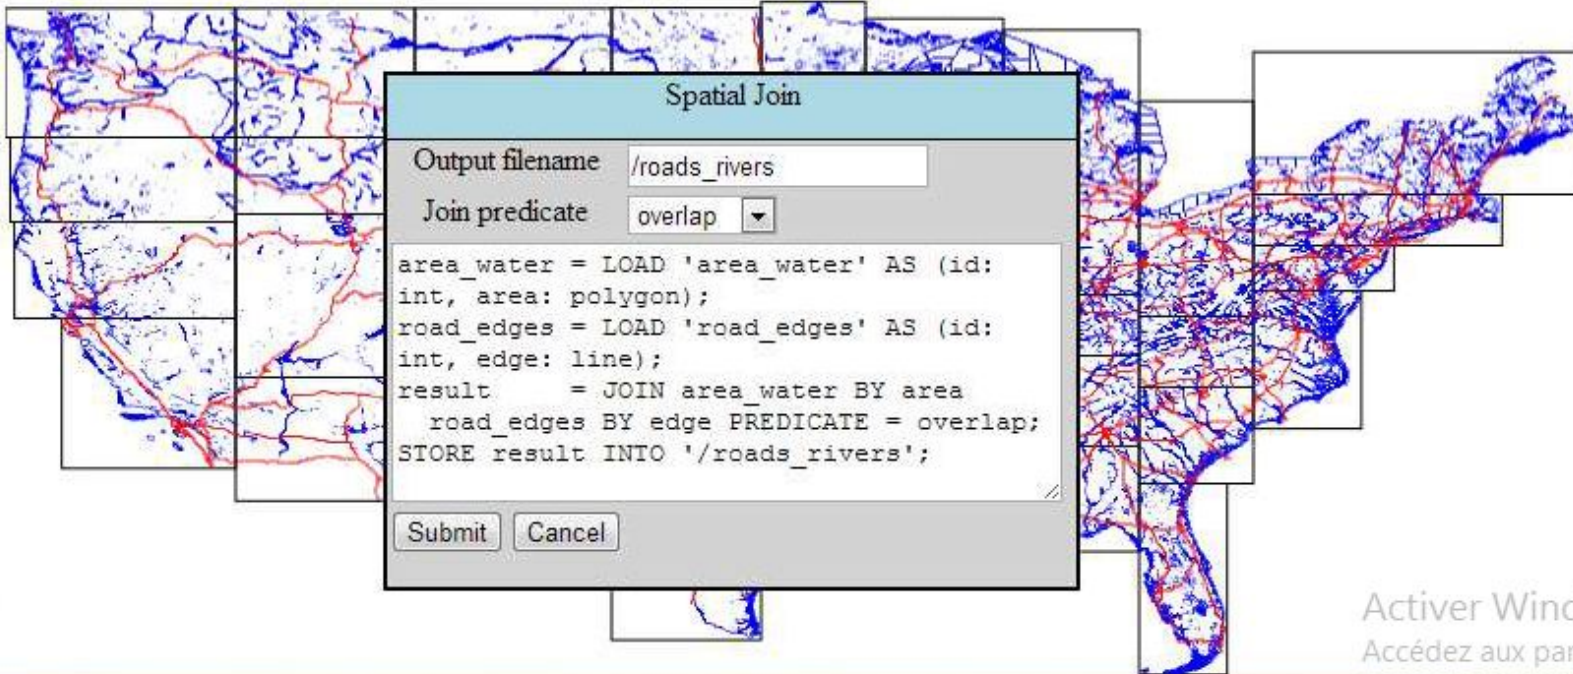 Spatial Join
Output filename /roads_rivers
Join predicate overlap
area_water = LOAD 'area_water' AS (id:
int, area: polygon);
road_edges = LOAD 'road_edges' AS (id:
int, edge: line);
result      = JOIN area_water BY area
  road_edges BY edge PREDICATE = overlap;
STORE result INTO '/roads_rivers';
Submit Cancel
Activer Wind
Accédez aux par